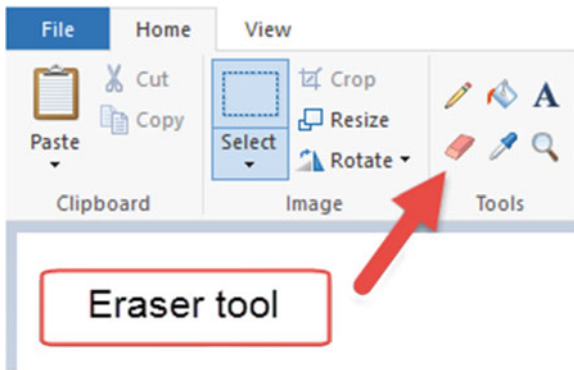 File Home View
Cut
Copy
Paste
Clipboard
Select
Crop
Resize
Rotate
Image
A
Tools
Eraser tool